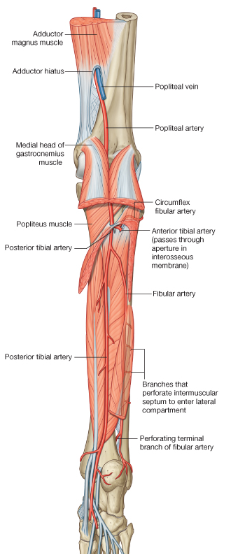 Adductor
magnus muscle
Adductor hiatus
Popliteal vein
Popliteal artery
Medial head of
gastrocnemius
muscle
Circumflex
fibular artery
Popliteus muscle
Anterior tibial artery
(passes through
aperture in
interosseous
membrane)
Posterior tibial artery
Fibular artery
Posterior tibial artery
Branches that
perforate intermuscular
septum to enter lateral
compartment
Perforating terminal
branch of fibular artery